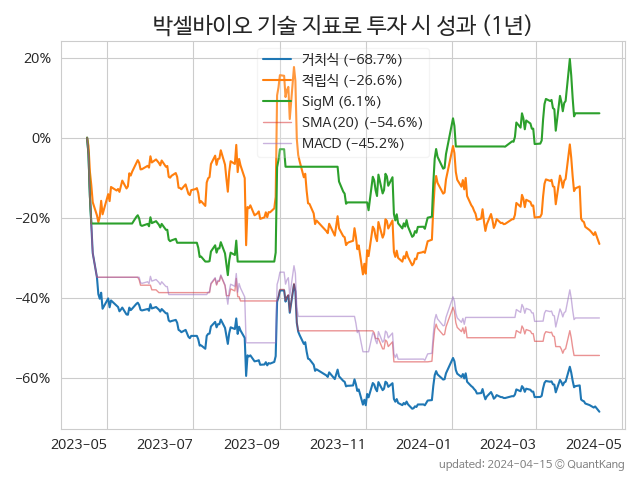 박셀바이오 기술 지표로 투자 시 성과 (1년)
거치식 (−68.7%)
적립식 (−26.6%)
SigM (6.1%)
SMA(20) (−54.6%)
MACD (−45.2%)
20%
0%
−20%
−40%
−60%
2023-05 2023-07 2023-09 2023-11 2024-01 2024-03 2024-05
updated: 2024-04-15 © QuantKang